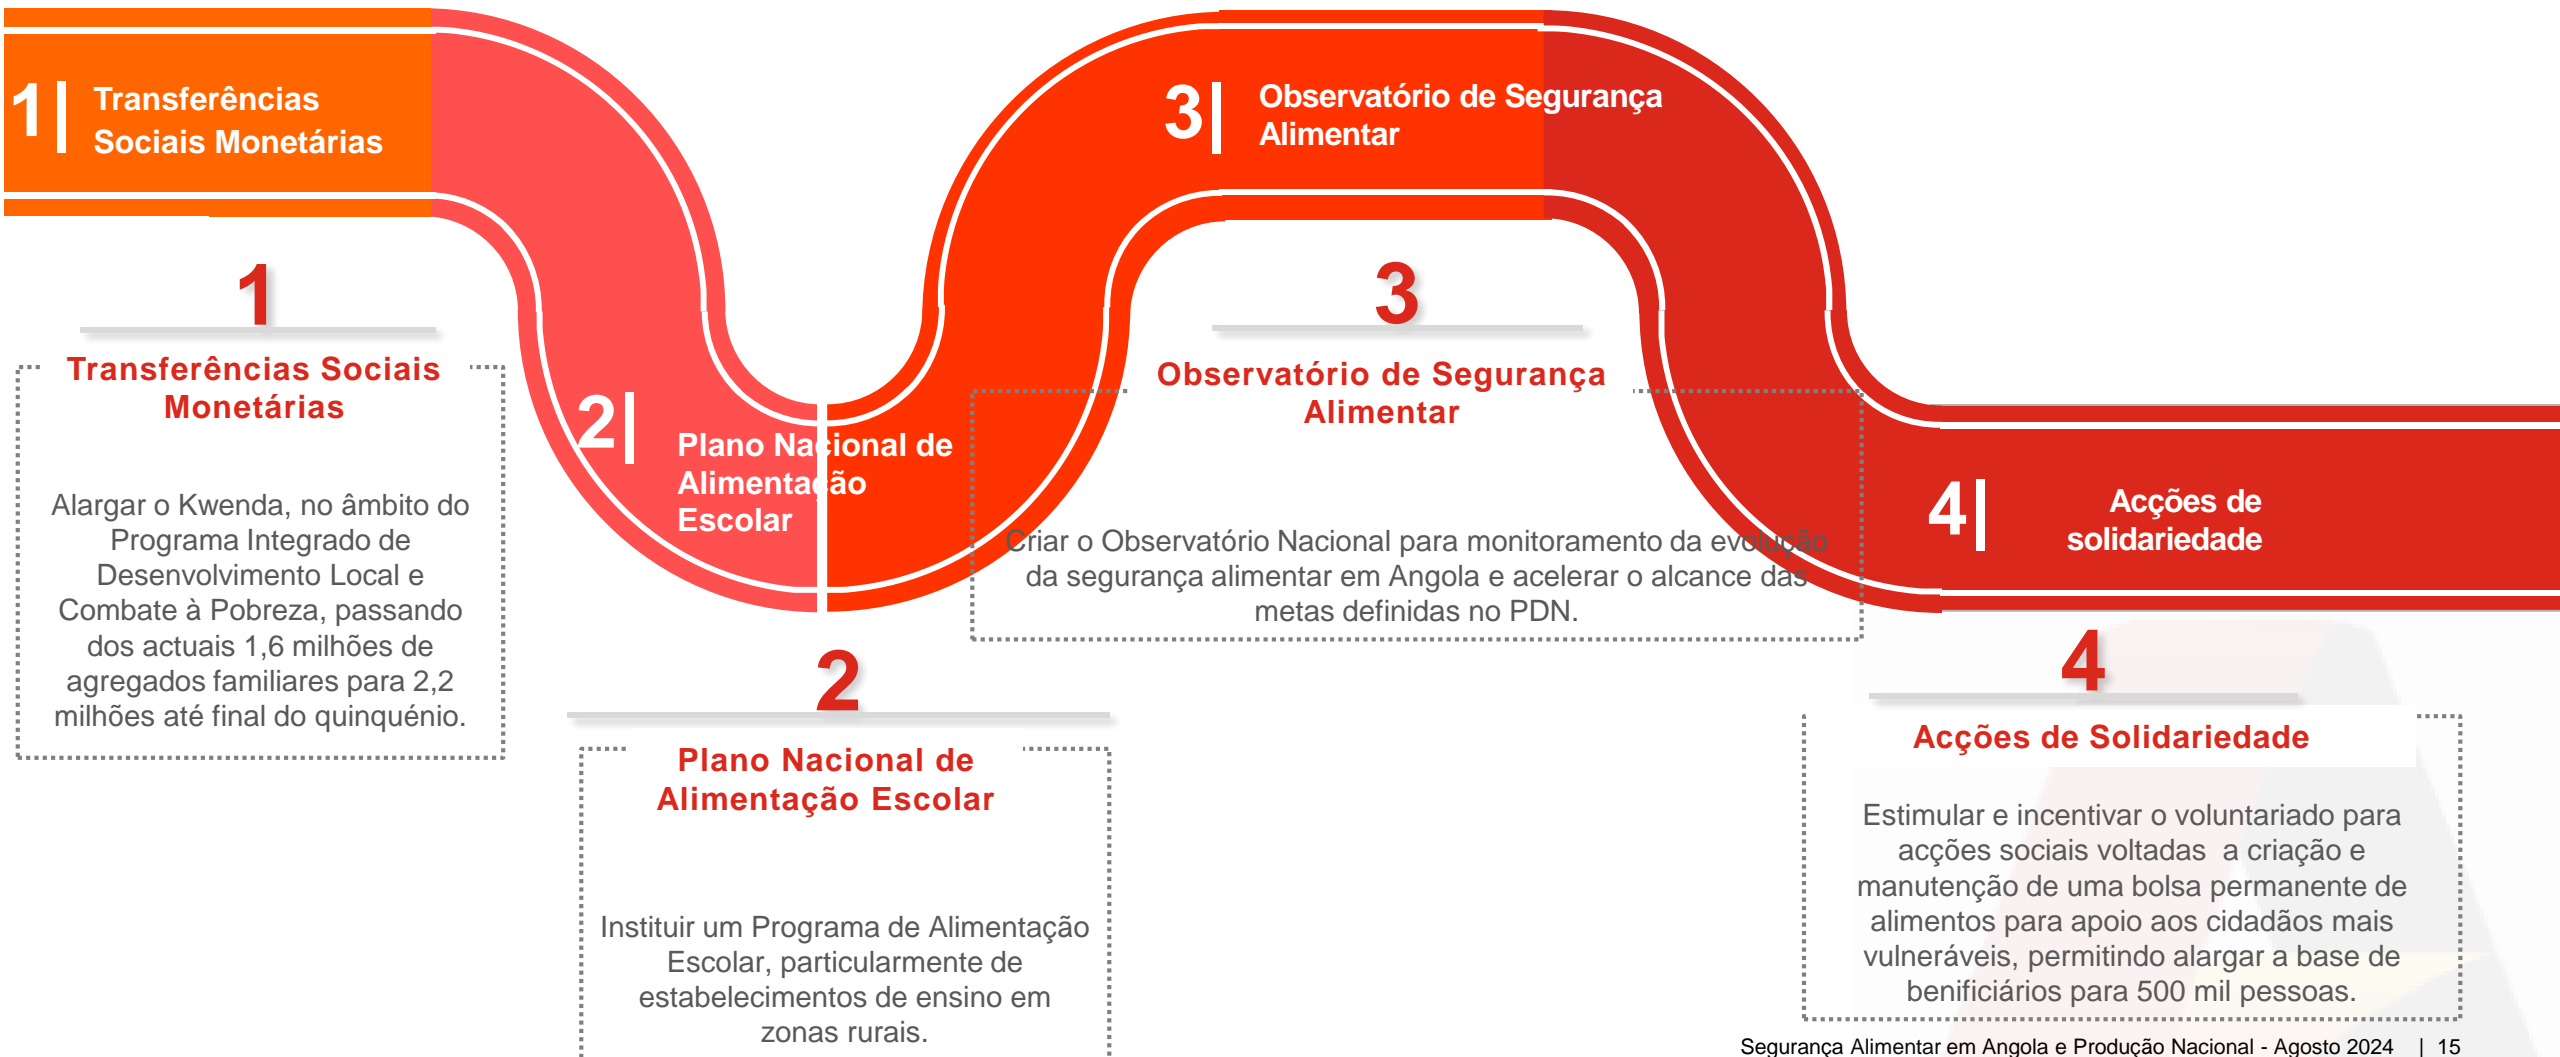 1
Transferências
Sociais Monetárias
2
Plano Nacional de
Alimentação
Escolar
3
Observatório de Segurança
Alimentar
4
Acções de
solidariedade
1
Transferências Sociais
Monetárias
Alargar o Kwenda, no âmbito do
Programa Integrado de
Desenvolvimento Local e
Combate à Pobreza, passando
dos actuais 1,6 milhões de
agregados familiares para 2,2
milhões até final do quinquénio.
2
Plano Nacional de
Alimentação Escolar
Instituir um Programa de Alimentação
Escolar, particularmente de
estabelecimentos de ensino em
zonas rurais.
3
Observatório de Segurança
Alimentar
Criar o Observatório Nacional para monitoramento da evolução
da segurança alimentar em Angola e acelerar o alcance das
metas definidas no PDN.
4
Acções de Solidariedade
Estimular e incentivar o voluntariado para
acções sociais voltadas  a criação e
manutenção de uma bolsa permanente de
alimentos para apoio aos cidadãos mais
vulneráveis, permitindo alargar a base de
benificiários para 500 mil pessoas.
Segurança Alimentar em Angola e Produção Nacional - Agosto 2024 | 15